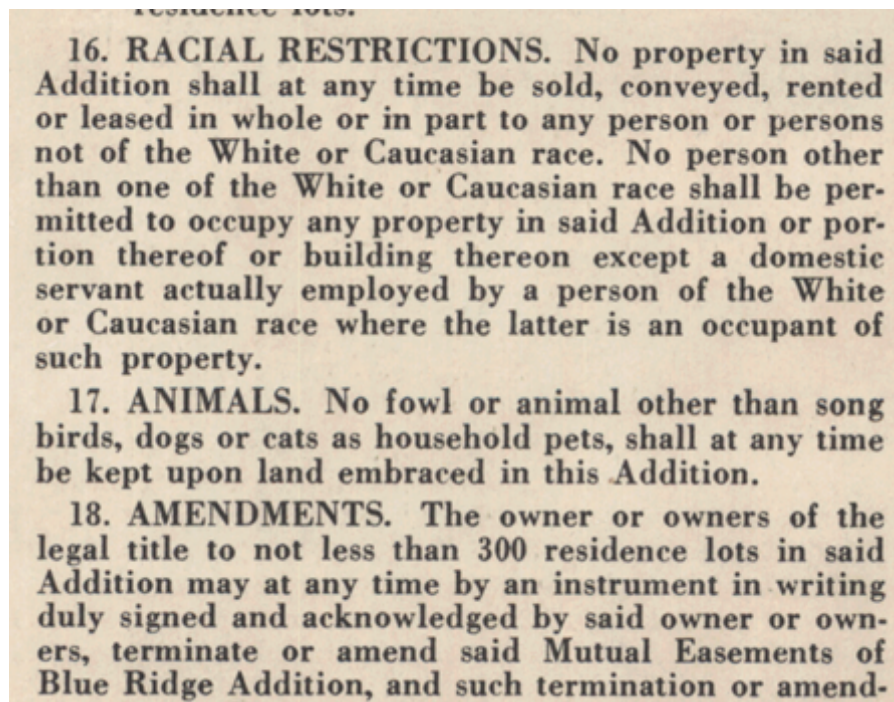 residence lots.
16. RACIAL RESTRICTIONS. No property in said
Addition shall at any time be sold, conveyed, rented
or leased in whole or in part to any person or persons
not of the White or Caucasian race. No person other
than one of the White or Caucasian race shall be per-
mitted to occupy any property in said Addition or por-
tion thereof or building thereon except a domestic
servant actually employed by a person of the White
or Caucasian race where the latter is an occupant of
such property.
17. ANIMALS. No fowl or animal other than song
birds, dogs or cats as household pets, shall at any time
be kept upon land embraced in this Addition.
18. AMENDMENTS. The owner or owners of the
legal title to not less than 300 residence lots in said
Addition may at any time by an instrument in writing
duly signed and acknowledged by said owner or own-
ers, terminate or amend said Mutual Easements of
Blue Ridge Addition, and such termination or amend-